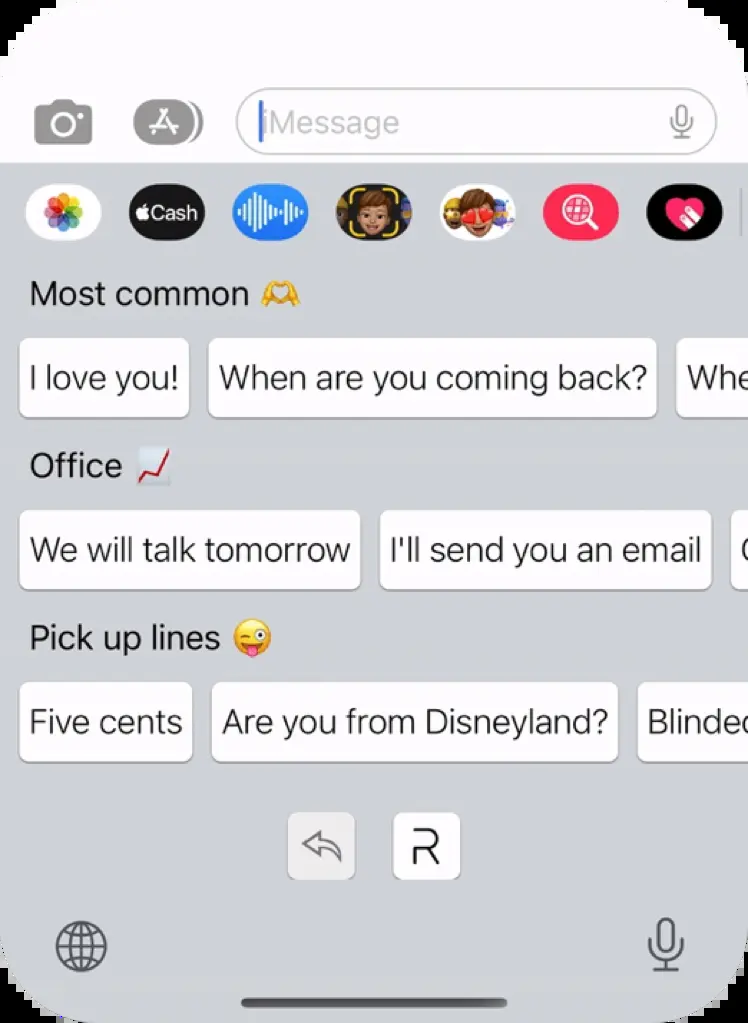 iMessage
Cash
Most common 🫶
I love you! When are you coming back? Whe
Office 📈
We will talk tomorrow I'll send you an email
Pick up lines 😜
Five cents Are you from Disneyland? Blinded
R